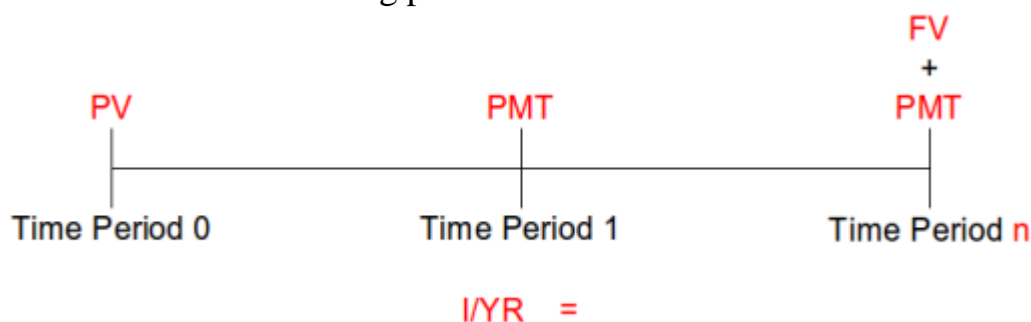 FV
+
PV PMT PMT
Time Period 0 Time Period 1 Time Period n
I/YR =